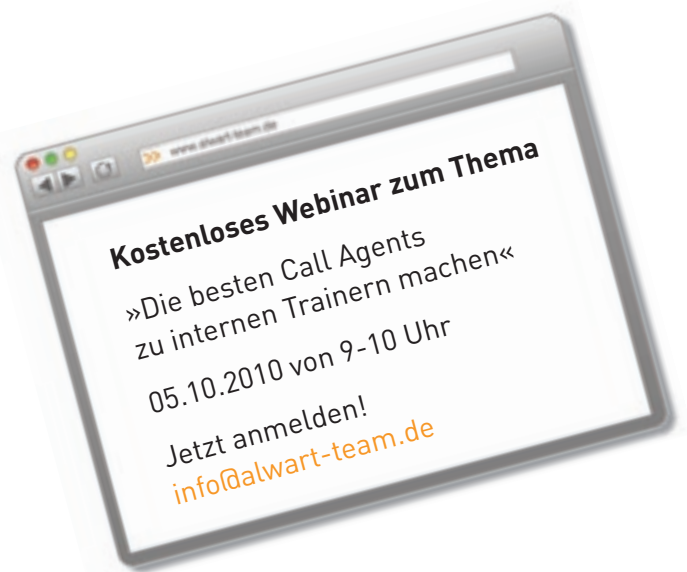 www.alwart-team.de
Kostenloses Webinar zum Thema
»Die besten Call Agents
zu internen Trainern machen«
05.10.2010 von 9-10 Uhr
Jetzt anmelden!
info@alwart-team.de